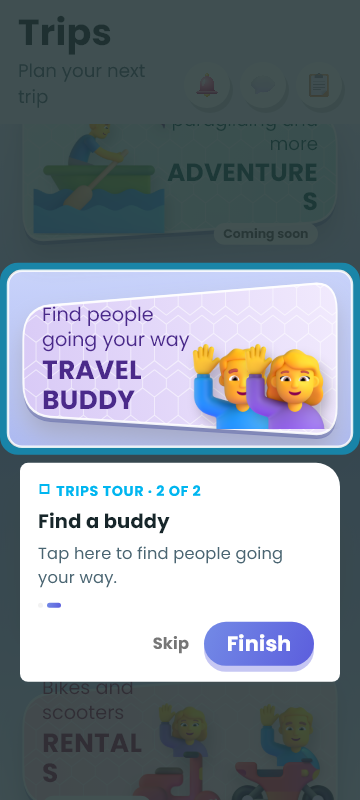 Trips
Plan your next
trip
paragliding and
more
ADVENTURE
S
Coming soon
Find people
going your way
TRAVEL
BUDDY
TRIPS TOUR · 2 OF 2
Find a buddy
Tap here to find people going
your way.
Skip
Finish
Bikes and
scooters
RENTAL
S